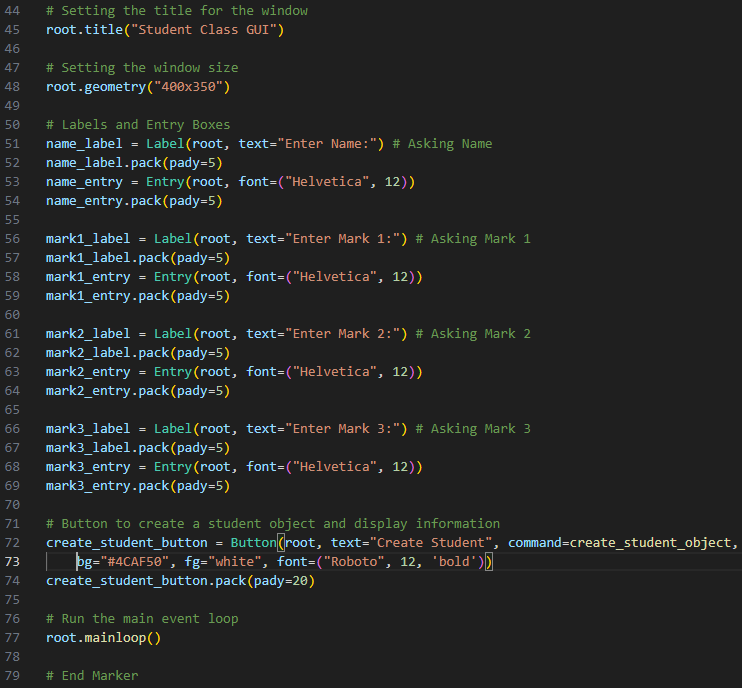 44 # Setting the title for the window
45 root.title("Student Class GUI")
46
47 # Setting the window size
48 root.geometry("400x350")
49
50 # Labels and Entry Boxes
51 name_label = Label(root, text="Enter Name:") # Asking Name
52 name_label.pack(pady=5)
53 name_entry = Entry(root, font=("Helvetica", 12))
54 name_entry.pack(pady=5)
55
56 mark1_label = Label(root, text="Enter Mark 1:") # Asking Mark 1
57 mark1_label.pack(pady=5)
58 mark1_entry = Entry(root, font=("Helvetica", 12))
59 mark1_entry.pack(pady=5)
60
61 mark2_label = Label(root, text="Enter Mark 2:") # Asking Mark 2
62 mark2_label.pack(pady=5)
63 mark2_entry = Entry(root, font=("Helvetica", 12))
64 mark2_entry.pack(pady=5)
65
66 mark3_label = Label(root, text="Enter Mark 3:") # Asking Mark 3
67 mark3_label.pack(pady=5)
68 mark3_entry = Entry(root, font=("Helvetica", 12))
69 mark3_entry.pack(pady=5)
70
71 # Button to create a student object and display information
72 create_student_button = Button(root, text="Create Student", command=create_student_object,
73 bg="#4CAF50", fg="white", font=("Roboto", 12, 'bold'))
74 create_student_button.pack(pady=20)
75
76 # Run the main event loop
77 root.mainloop()
78
79 # End Marker